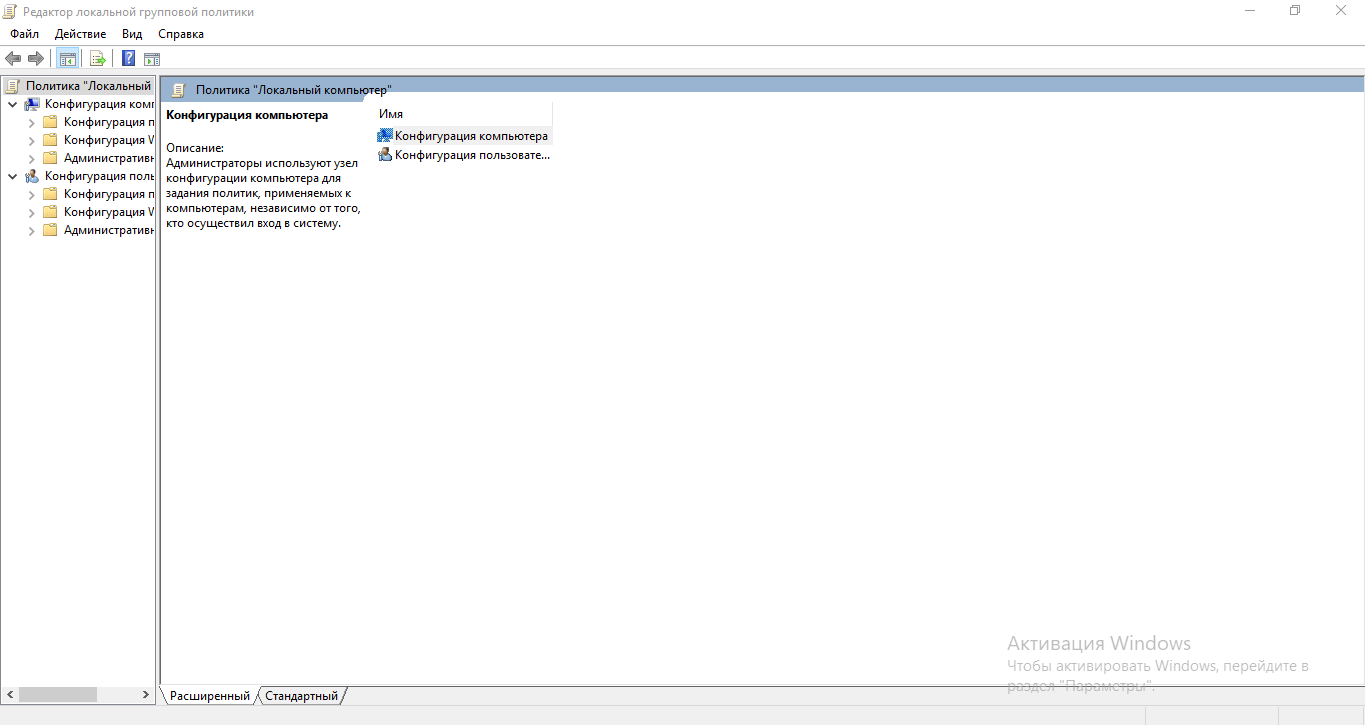 Редактор локальной групповой политики
Файл Действие Вид Справка
Политика "Локальный
Конфигурация комп
Конфигурация п
Конфигурация W
Административн
Конфигурация поль
Конфигурация п
Конфигурация W
Административн
Политика "Локальный компьютер"
Конфигурация компьютера
Описание:
Администраторы используют узел
конфигурации компьютера для
задания политик, применяемых к
компьютерам, независимо от того,
кто осуществил вход в систему.
Имя
Конфигурация компьютера
Конфигурация пользовате...
Активация Windows
Чтобы активировать Windows, перейдите в
раздел "Параметры".
Расширенный Стандартный